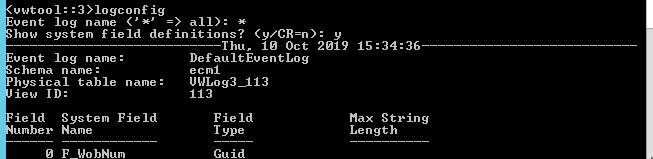 <vwtool::3>logconfig
Event log name ('*' => all): *
Show system field definitions? (y/CR=n): y
---------------------------Thu, 10 Oct 2019 15:34:36---------------------------
Event log name:         DefaultEventLog
Schema name:            ecm1
Physical table name:    VWLog3_113
View ID:                113
Field  System Field       Field              Max String
Number Name               Type               Length
------ ------------       -----              ----------
     0 F_WobNum           Guid